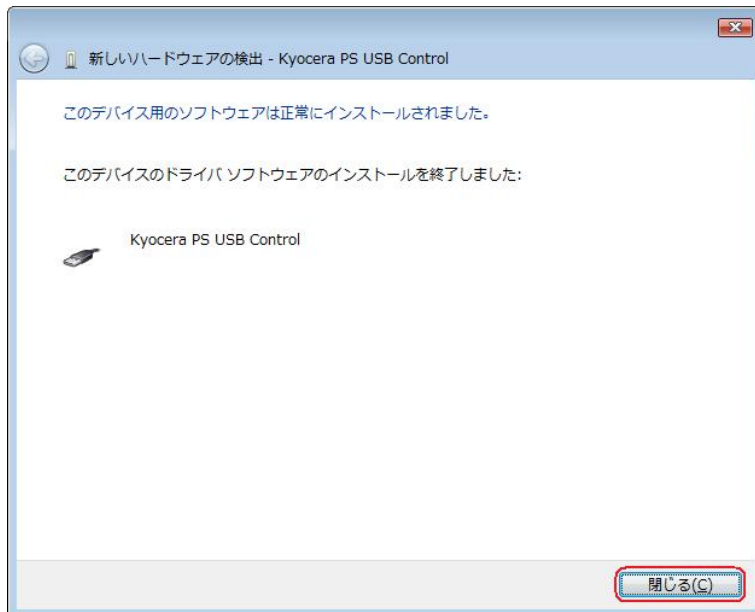 新しいハードウェアの検出 - Kyocera PS USB Control
このデバイス用のソフトウェアは正常にインストールされました。
このデバイスのドライバ ソフトウェアのインストールを終了しました:
Kyocera PS USB Control
閉じる(C)